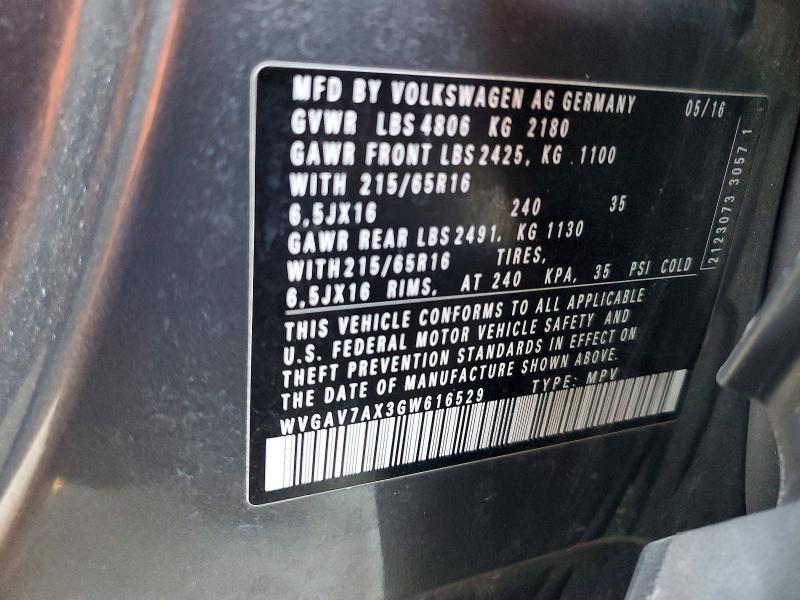 MFD BY VOLKSWAGEN AG GERMANY 05/16
GVWR LBS 4806 KG 2180
GAWR FRONT LBS 2425, KG 1100
WITH 215/65R16
6,5JX16 240 35
GAWR REAR LBS 2491, KG 1130
WITH 215/65R16 TIRES,
6,5JX16 RIMS, AT 240 KPA, 35 PSI COLD
2123073 3057 1
THIS VEHICLE CONFORMS TO ALL APPLICABLE
U.S. FEDERAL MOTOR VEHICLE SAFETY AND
THEFT PREVENTION STANDARDS IN EFFECT ON
THE DATE OF MANUFACTURE SHOWN ABOVE.
WVGAV7AX3GW616529 TYPE: MPV